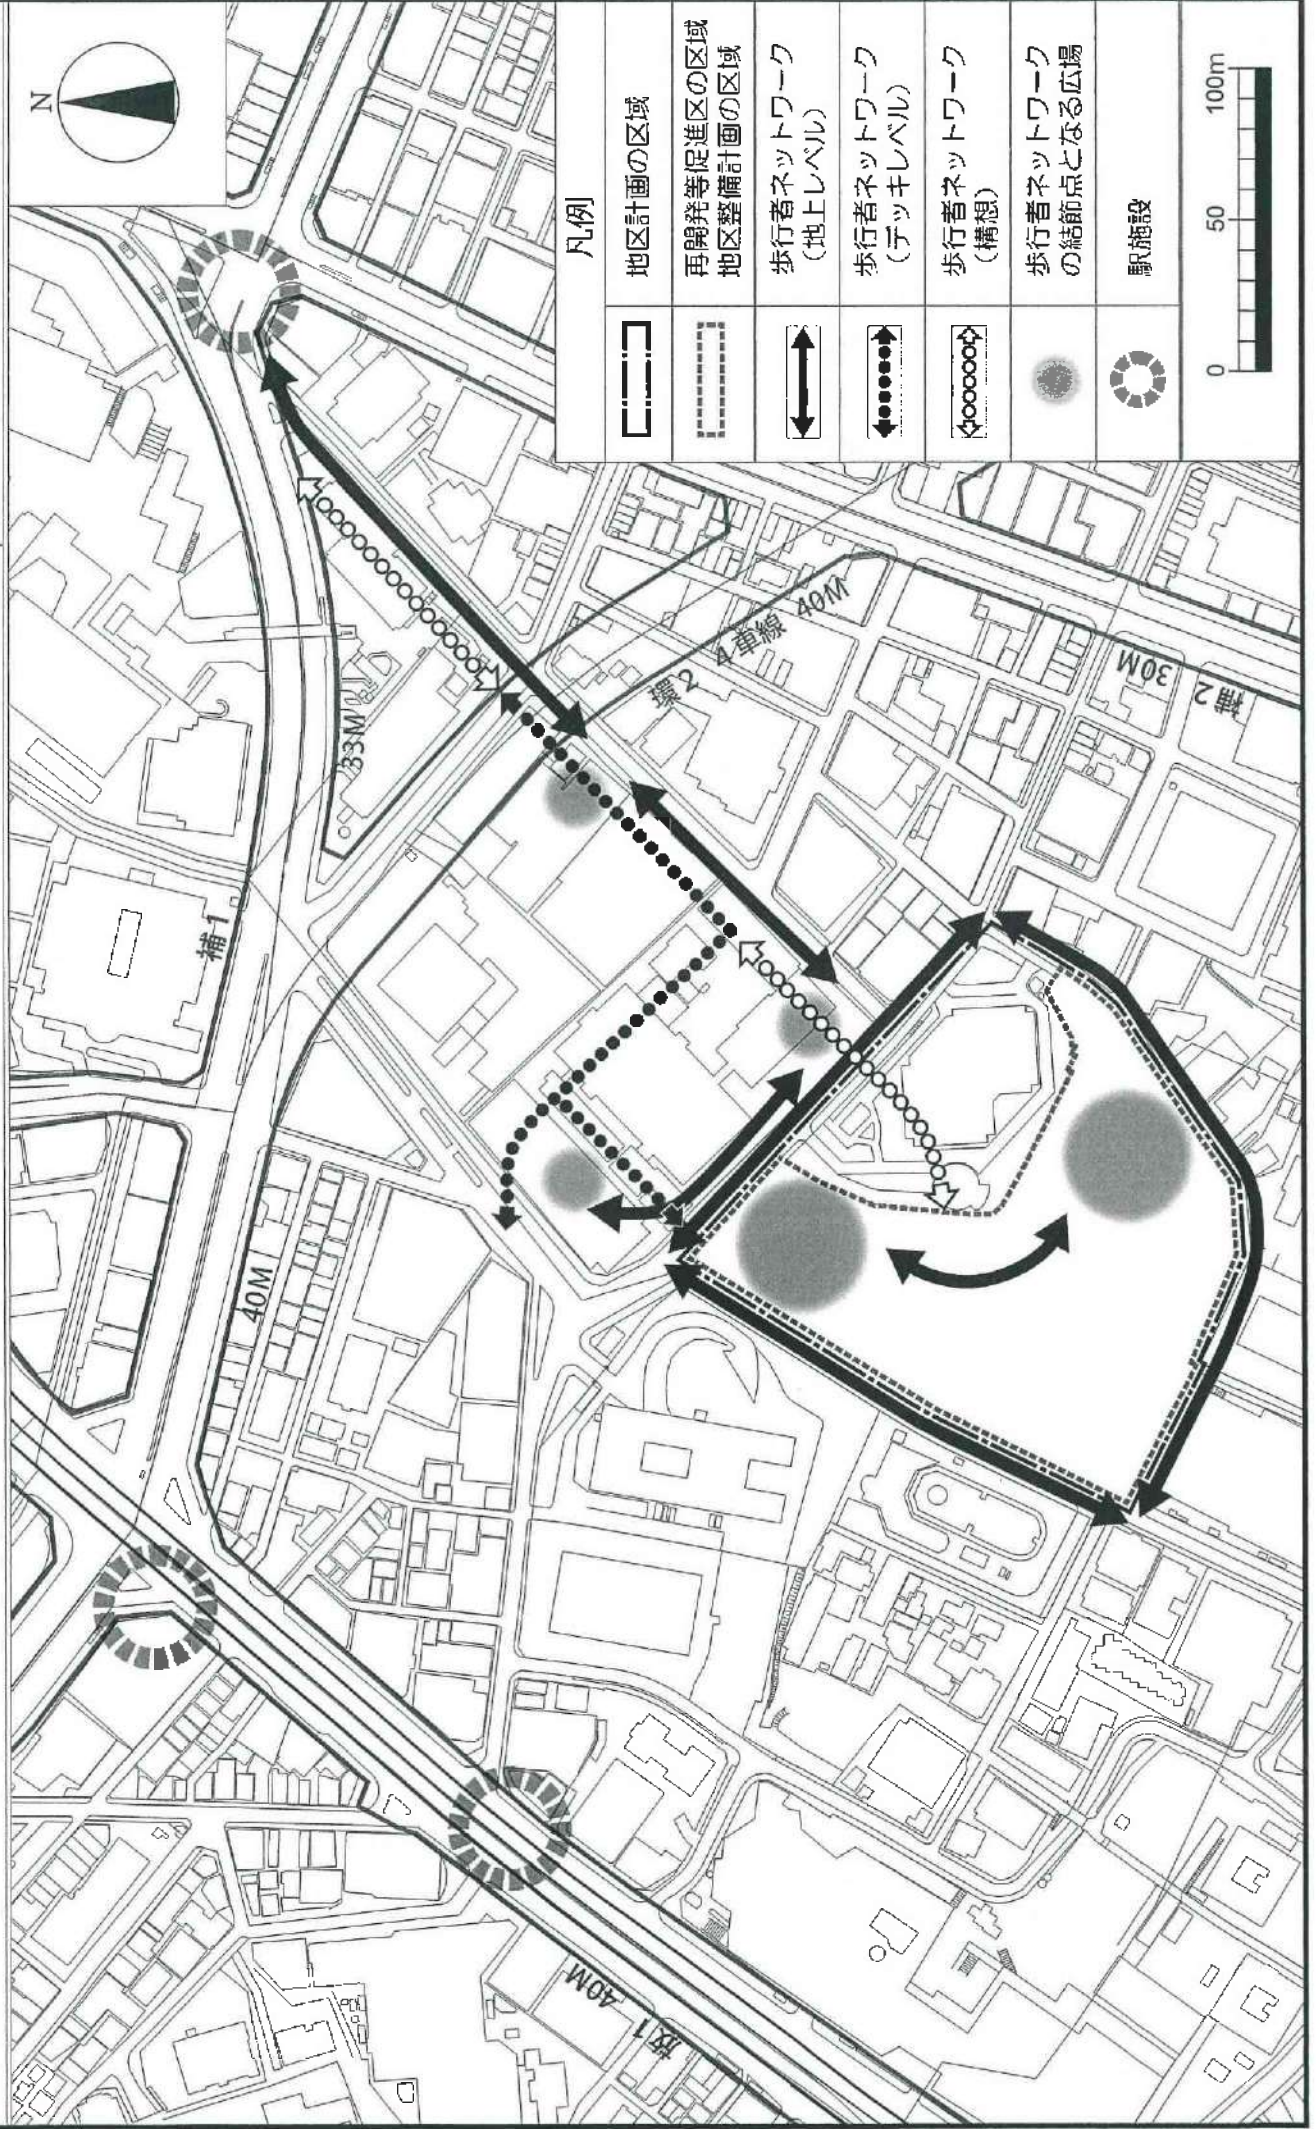 N
凡例
地区計画の区域
再開発等促進区の区域
地区整備計画の区域
歩行者ネットワーク
(地上レベル)
歩行者ネットワーク
(デッキレベル)
歩行者ネットワーク
(構想)
歩行者ネットワーク
の結節点となる広場
駅施設
0 50 100m
補1
33M
40M
環2 4車線 40M
30M
補2
放1
40M